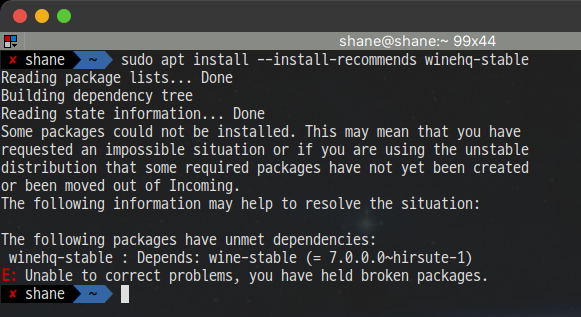 shane@shane:~ 99x44
✘ shane ~ sudo apt install --install-recommends winehq-stable
Reading package lists... Done
Building dependency tree
Reading state information... Done
Some packages could not be installed. This may mean that you have
requested an impossible situation or if you are using the unstable
distribution that some required packages have not yet been created
or been moved out of Incoming.
The following information may help to resolve the situation:
The following packages have unmet dependencies:
winehq-stable : Depends: wine-stable (= 7.0.0.0~hirsute-1)
E: Unable to correct problems, you have held broken packages.
✘ shane ~